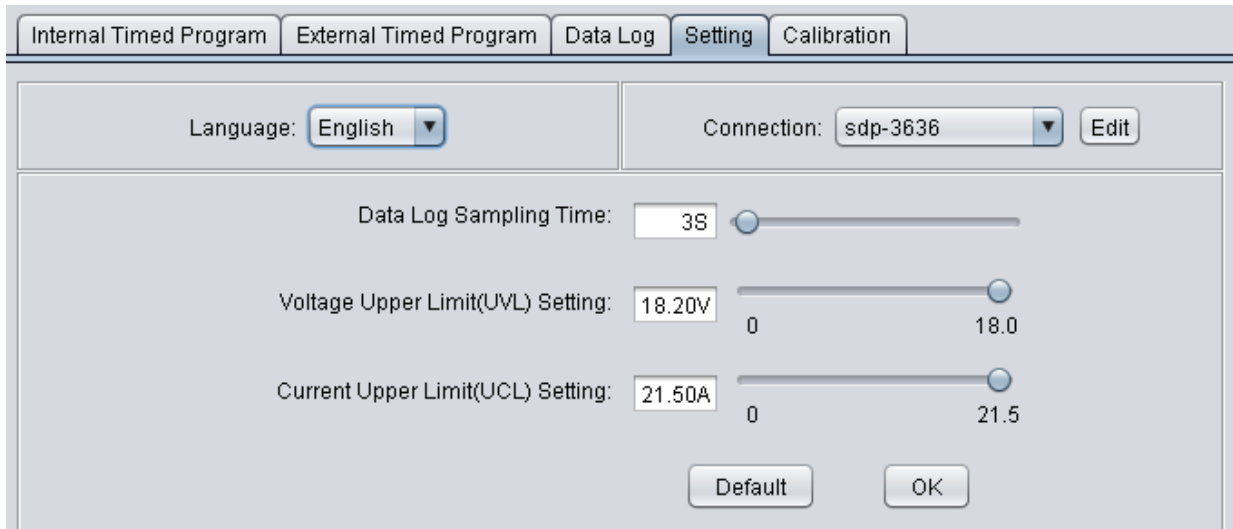 Internal Timed Program External Timed Program Data Log Setting Calibration
Language: English Connection: sdp-3636 Edit
Data Log Sampling Time: 3S
Voltage Upper Limit(UVL) Setting: 18.20V
0 18.0
Current Upper Limit(UCL) Setting: 21.50A
0 21.5
Default OK